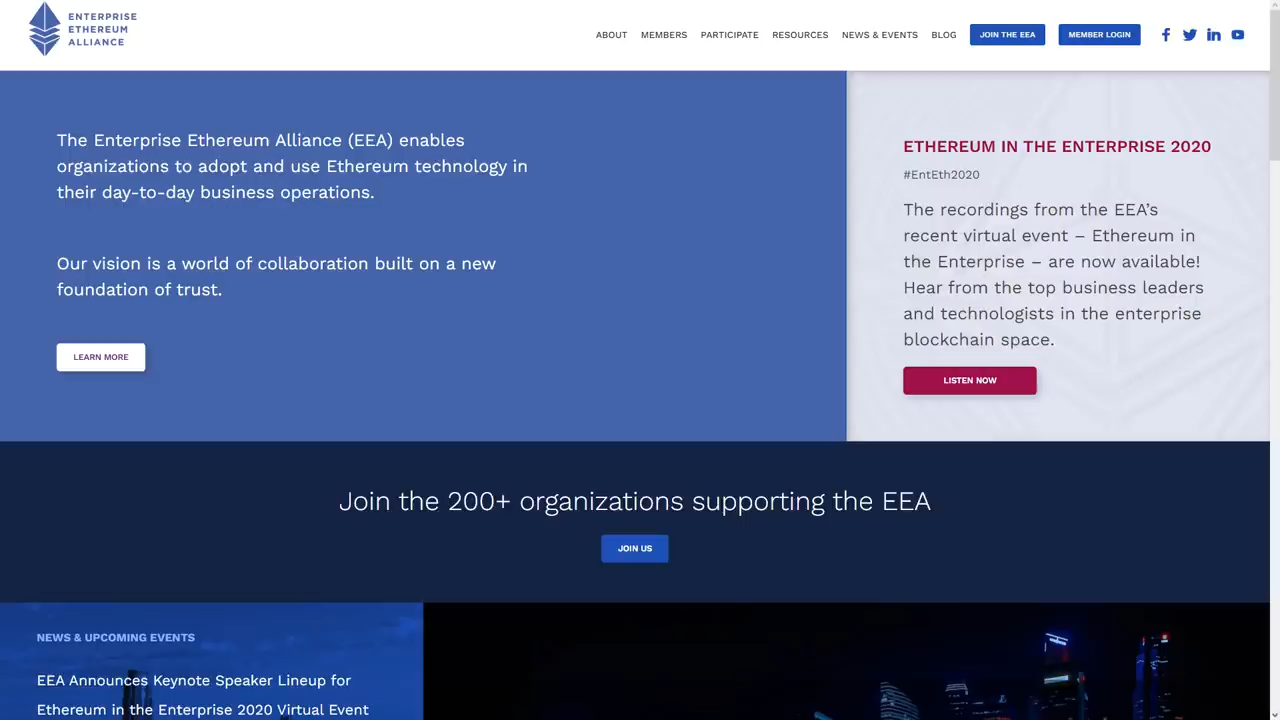 ENTERPRISE
ETHEREUM
ALLIANCE
ABOUT MEMBERS PARTICIPATE RESOURCES NEWS & EVENTS BLOG JOIN THE EEA MEMBER LOGIN
The Enterprise Ethereum Alliance (EEA) enables
organizations to adopt and use Ethereum technology in
their day-to-day business operations.
Our vision is a world of collaboration built on a new
foundation of trust.
LEARN MORE
ETHEREUM IN THE ENTERPRISE 2020
#EntEth2020
The recordings from the EEA’s
recent virtual event – Ethereum in
the Enterprise – are now available!
Hear from the top business leaders
and technologists in the enterprise
blockchain space.
LISTEN NOW
Join the 200+ organizations supporting the EEA
JOIN US
NEWS & UPCOMING EVENTS
EEA Announces Keynote Speaker Lineup for
Ethereum in the Enterprise 2020 Virtual Event